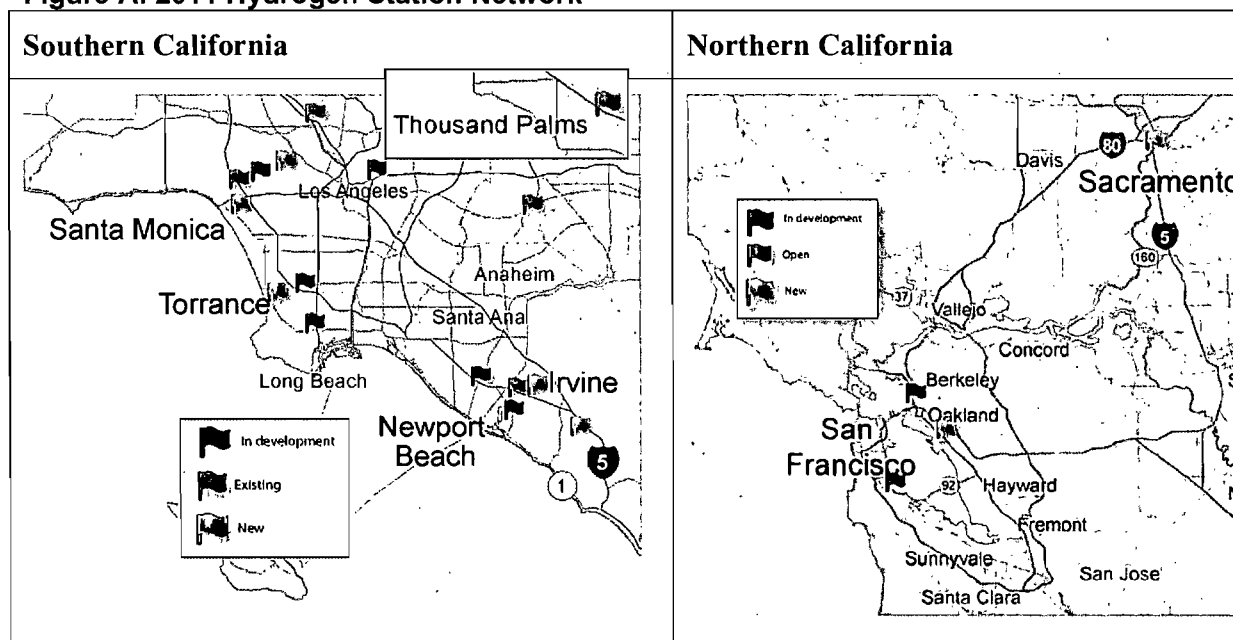 Figure A: 2011 Hydrogen Station Network
Southern California
Thousand Palms
Los Angeles
Santa Monica
Anaheim
Torrance
Santa Ana
Long Beach
Irvine
Newport
Beach
5
1
In development
Existing
New
Northern California
80
Davis
Sacramento
In development
Open
New
5
160
37
Vallejo
Concord
Berkeley
Oakland
San
Francisco
92
Hayward
Fremont
Sunnyvale
San Jose
Santa Clara